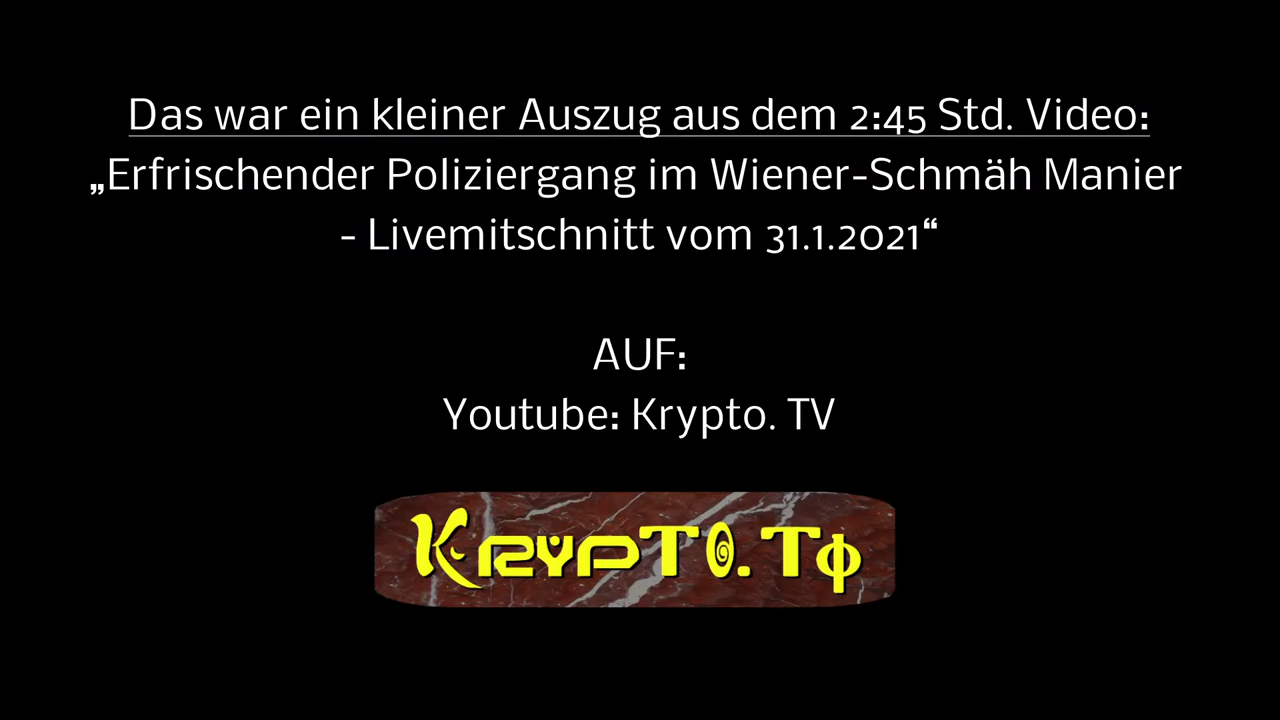 Das war ein kleiner Auszug aus dem 2:45 Std. Video:
„Erfrischender Poliziergang im Wiener-Schmäh Manier
- Livemitschnitt vom 31.1.2021“
AUF:
Youtube: Krypto. TV
KRYPTO.Tφ